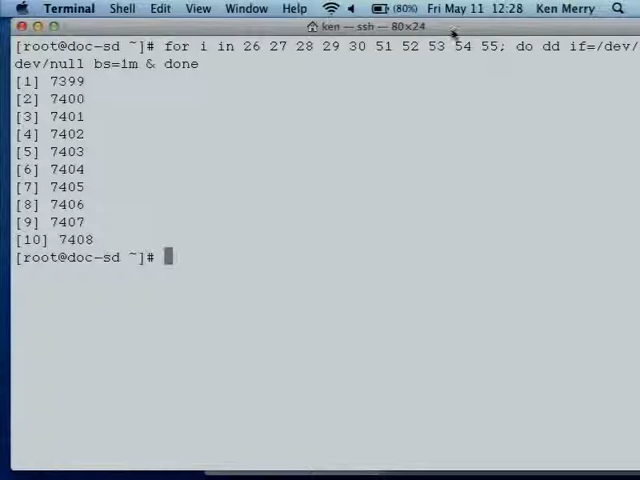 Terminal Shell Edit View Window Help (80%) Fri May 11 12:28 Ken Merry
ken — ssh — 80×24
[root@doc-sd ~]# for i in 26 27 28 29 30 51 52 53 54 55; do dd if=/dev/
dev/null bs=1m & done
[1] 7399
[2] 7400
[3] 7401
[4] 7402
[5] 7403
[6] 7404
[7] 7405
[8] 7406
[9] 7407
[10] 7408
[root@doc-sd ~]#